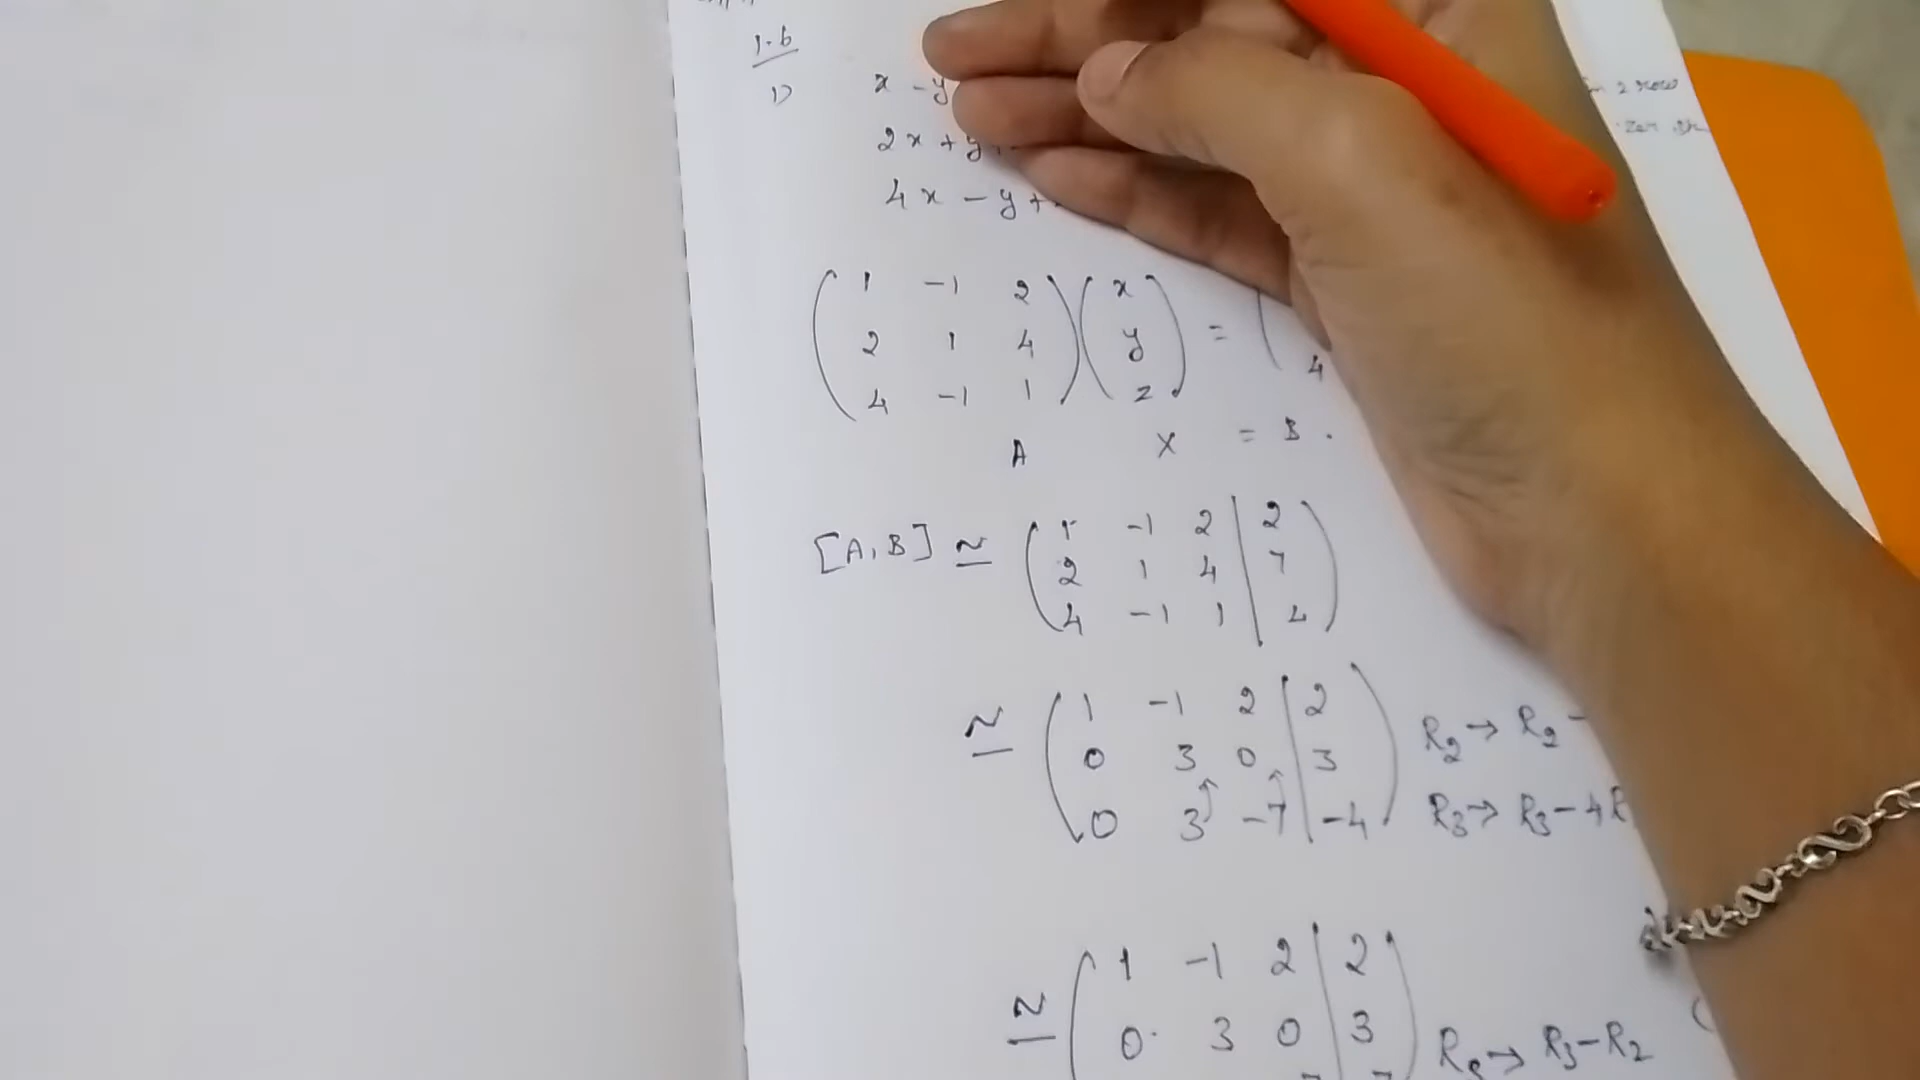 1.6
1) x - y
2x + y +
4x - y +
( 1 -1 2 ) ( x )
( 2 1 4 ) ( y ) = (
( 4 -1 1 ) ( z ) 4
A X = B .
[A, B] ≃ ( 1 -1 2 | 2 )
( 2 1 4 | 7 )
( 4 -1 1 | 4 )
≃ ( 1 -1 2 | 2 )
( 0 3 0 | 3 ) R2 → R2 -
( 0 3 -7 | -4 ) R3 → R3 - 4R
≃ ( 1 -1 2 | 2 )
( 0 3 0 | 3 ) R3 → R3 - R2
2 row